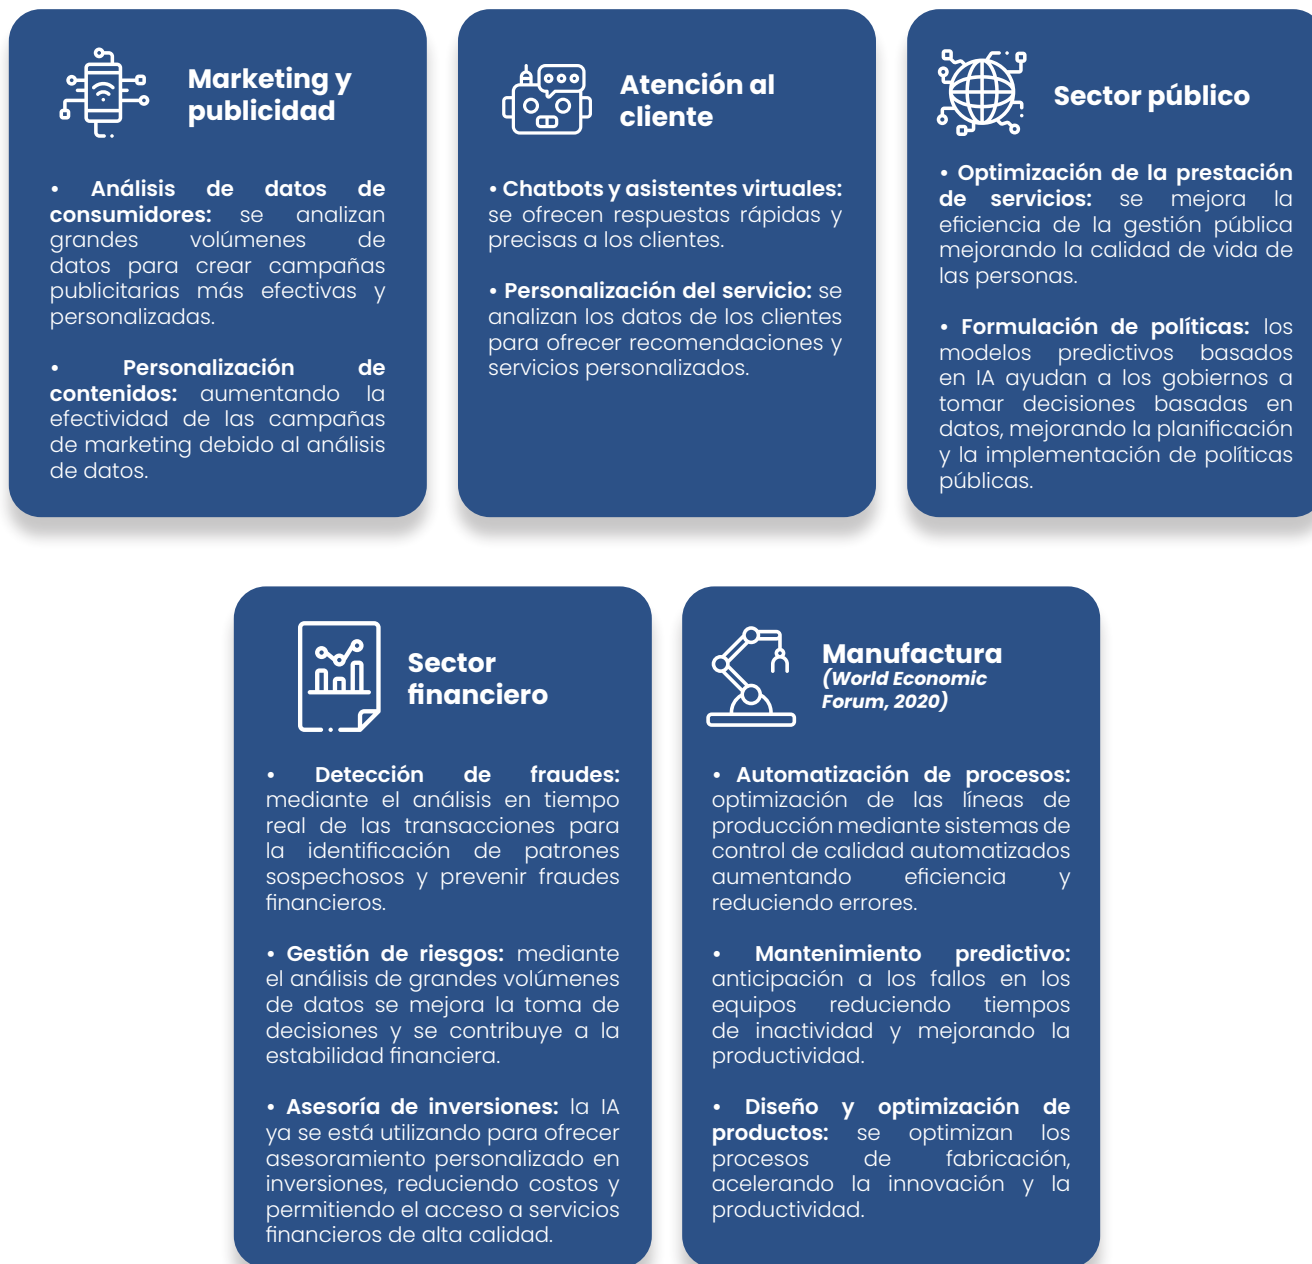 Marketing y
publicidad
• Análisis de datos de
consumidores: se analizan
grandes volúmenes de
datos para crear campañas
publicitarias más efectivas y
personalizadas.
• Personalización de
contenidos: aumentando la
efectividad de las campañas
de marketing debido al análisis
de datos.
Atención al
cliente
• Chatbots y asistentes virtuales:
se ofrecen respuestas rápidas y
precisas a los clientes.
• Personalización del servicio: se
analizan los datos de los clientes
para ofrecer recomendaciones y
servicios personalizados.
Sector público
• Optimización de la prestación
de servicios: se mejora la
eficiencia de la gestión pública
mejorando la calidad de vida de
las personas.
• Formulación de políticas: los
modelos predictivos basados
en IA ayudan a los gobiernos a
tomar decisiones basadas en
datos, mejorando la planificación
y la implementación de políticas
públicas.
Sector
financiero
• Detección de fraudes:
mediante el análisis en tiempo
real de las transacciones para
la identificación de patrones
sospechosos y prevenir fraudes
financieros.
• Gestión de riesgos: mediante
el análisis de grandes volúmenes
de datos se mejora la toma de
decisiones y se contribuye a la
estabilidad financiera.
• Asesoría de inversiones: la IA
ya se está utilizando para ofrecer
asesoramiento personalizado en
inversiones, reduciendo costos y
permitiendo el acceso a servicios
financieros de alta calidad.
Manufactura
(World Economic
Forum, 2020)
• Automatización de procesos:
optimización de las líneas de
producción mediante sistemas de
control de calidad automatizados
aumentando eficiencia y
reduciendo errores.
• Mantenimiento predictivo:
anticipación a los fallos en los
equipos reduciendo tiempos
de inactividad y mejorando la
productividad.
• Diseño y optimización de
productos: se optimizan los
procesos de fabricación,
acelerando la innovación y la
productividad.